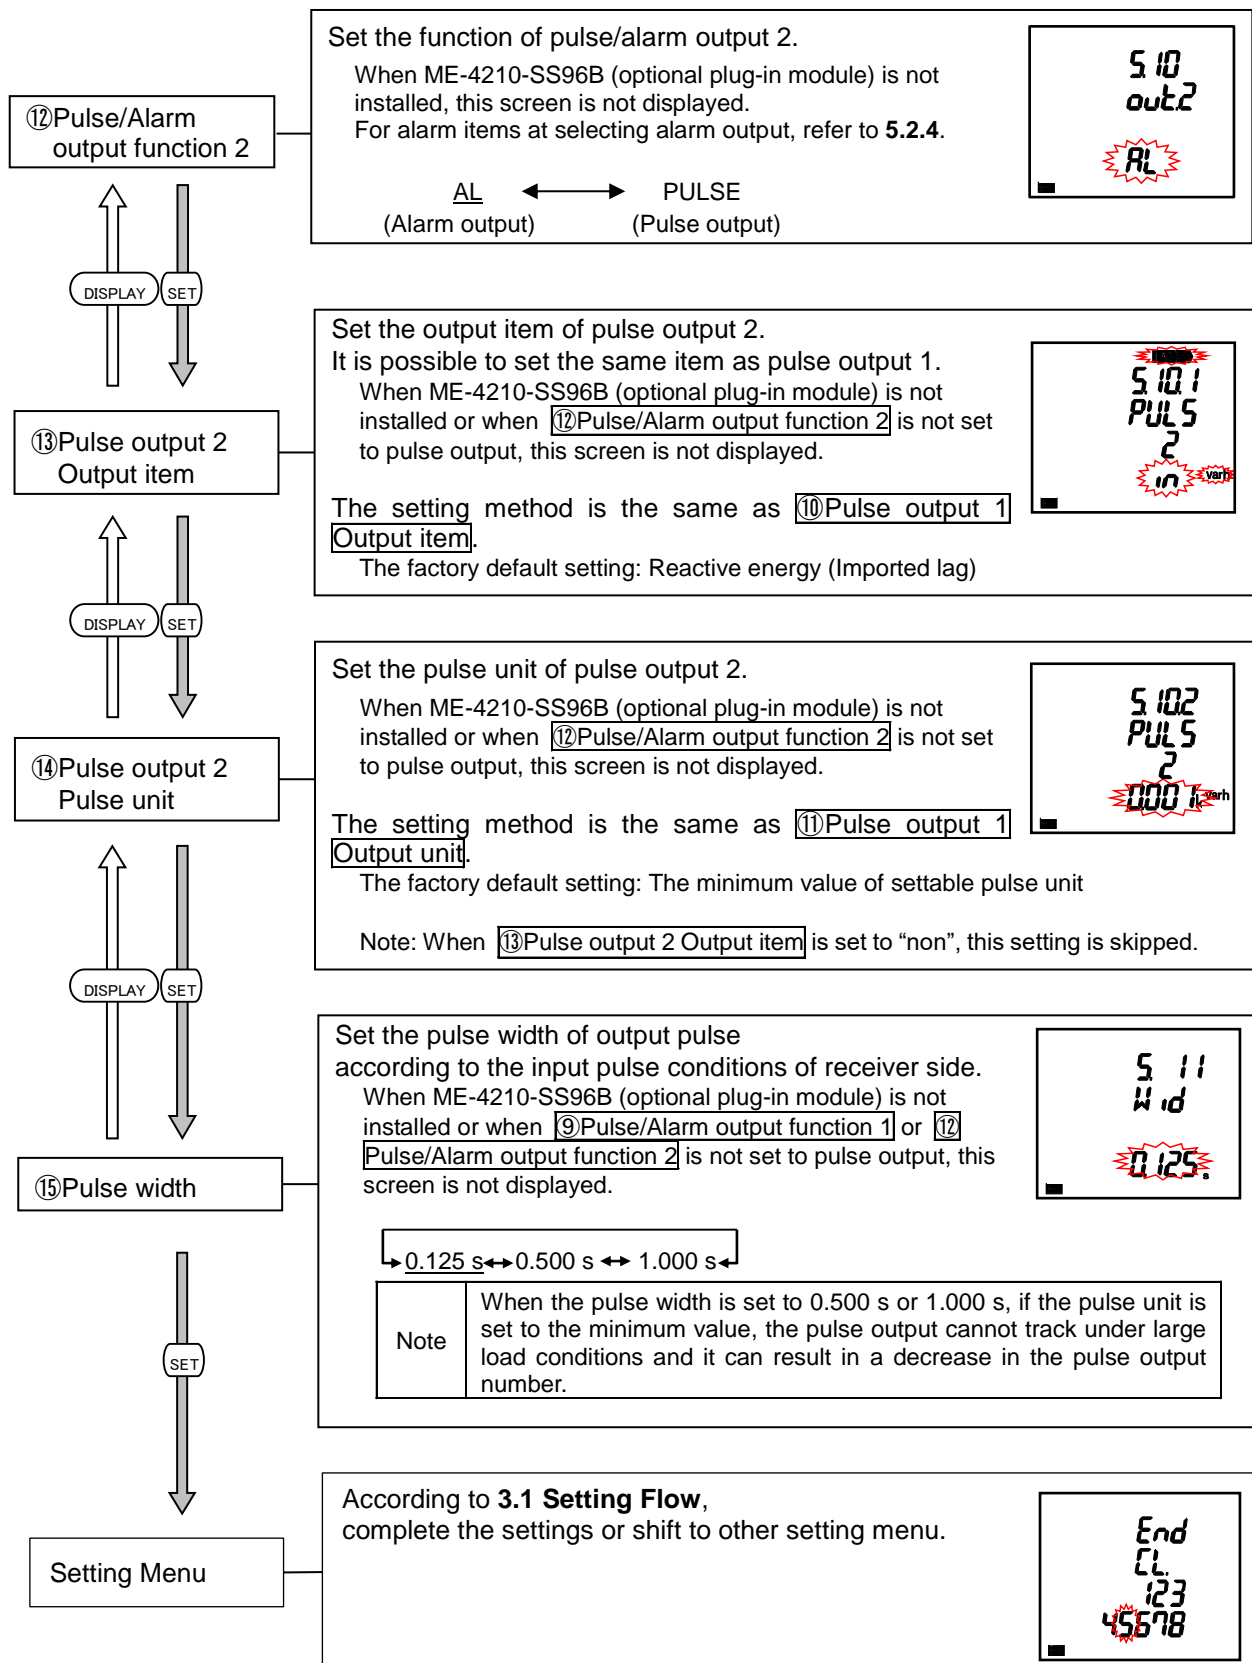 ⑫Pulse/Alarm
output function 2
Set the function of pulse/alarm output 2.
When ME-4210-SS96B (optional plug-in module) is not
installed, this screen is not displayed.
For alarm items at selecting alarm output, refer to 5.2.4.
AL PULSE
(Alarm output) (Pulse output)
5.10
out.2
AL
DISPLAY SET
⑬Pulse output 2
Output item
Set the output item of pulse output 2.
It is possible to set the same item as pulse output 1.
When ME-4210-SS96B (optional plug-in module) is not
installed or when ⑫Pulse/Alarm output function 2 is not set
to pulse output, this screen is not displayed.
The setting method is the same as ⑩Pulse output 1
Output item.
The factory default setting: Reactive energy (Imported lag)
5.10.1
PULS
2
in varh
DISPLAY SET
⑭Pulse output 2
Pulse unit
Set the pulse unit of pulse output 2.
When ME-4210-SS96B (optional plug-in module) is not
installed or when ⑫Pulse/Alarm output function 2 is not set
to pulse output, this screen is not displayed.
The setting method is the same as ⑪Pulse output 1
Output unit.
The factory default setting: The minimum value of settable pulse unit
Note: When ⑬Pulse output 2 Output item is set to “non”, this setting is skipped.
5.10.2
PULS
2
0.001 k varh
DISPLAY SET
⑮Pulse width
Set the pulse width of output pulse
according to the input pulse conditions of receiver side.
When ME-4210-SS96B (optional plug-in module) is not
installed or when ⑨Pulse/Alarm output function 1 or ⑫
Pulse/Alarm output function 2 is not set to pulse output, this
screen is not displayed.
0.125 s 0.500 s 1.000 s
Note
When the pulse width is set to 0.500 s or 1.000 s, if the pulse unit is
set to the minimum value, the pulse output cannot track under large
load conditions and it can result in a decrease in the pulse output
number.
5. 11
Wid
0.125 s
SET
Setting Menu
According to 3.1 Setting Flow,
complete the settings or shift to other setting menu.
End
CL.
123
45678